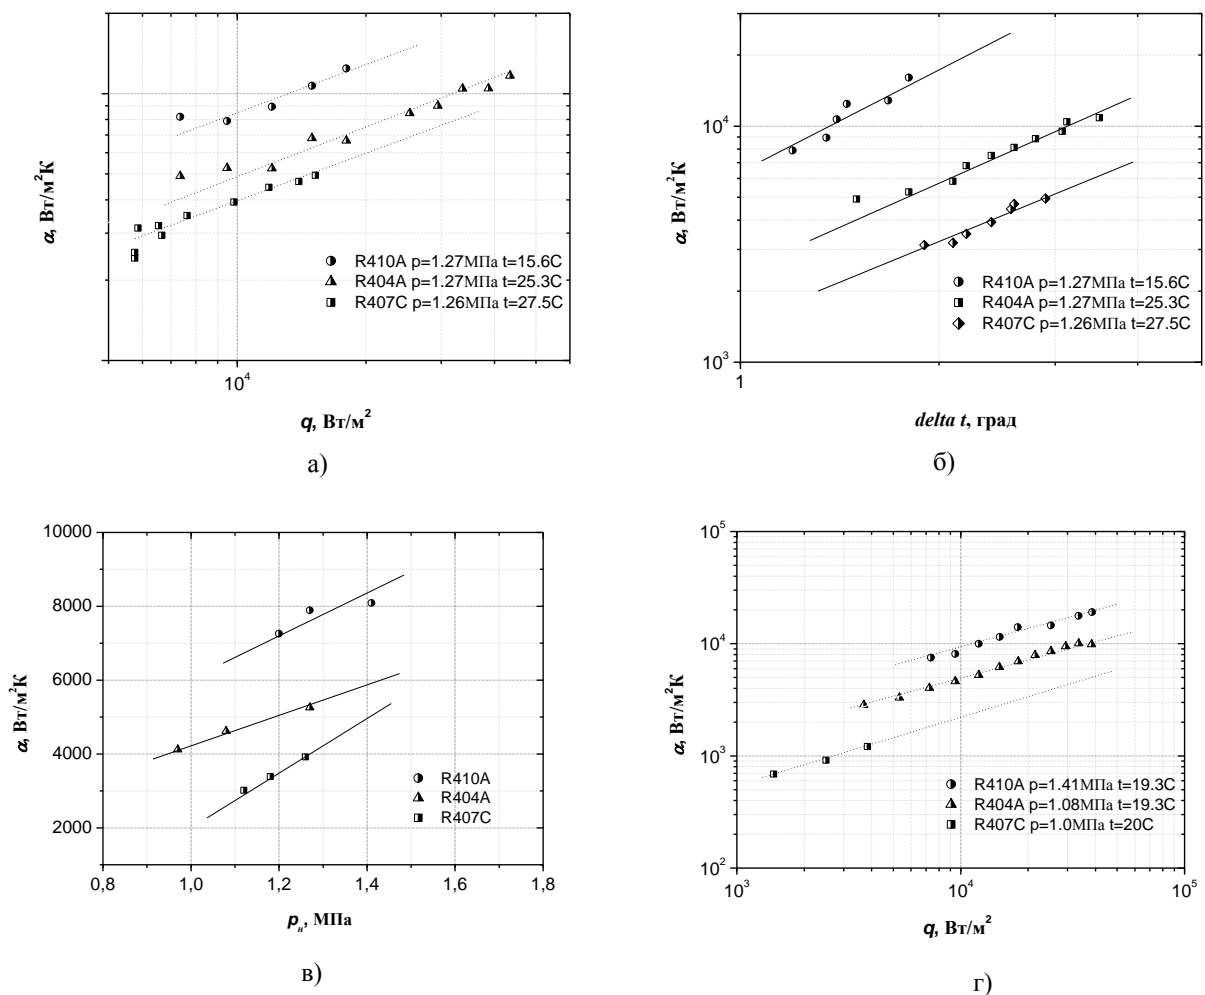 α, Вт/м²К
R410A p=1.27МПа t=15.6C
R404A p=1.27МПа t=25.3C
R407C p=1.26МПа t=27.5C
10⁴
q, Вт/м²
а)
α, Вт/м²К
10⁴
R410A p=1.27МПа t=15.6C
R404A p=1.27МПа t=25.3C
R407C p=1.26МПа t=27.5C
10³
1
delta t, град
б)
10000
8000
α, Вт/м²К
6000
4000
R410A
R404A
R407C
2000
0,8 1,0 1,2 1,4 1,6 1,8
pн, МПа
в)
10⁵
10⁴
α, Вт/м²К
10³
R410A p=1.41МПа t=19.3C
R404A p=1.08МПа t=19.3C
R407C p=1.0МПа t=20C
10²
10³ 10⁴ 10⁵
q, Вт/м²
г)